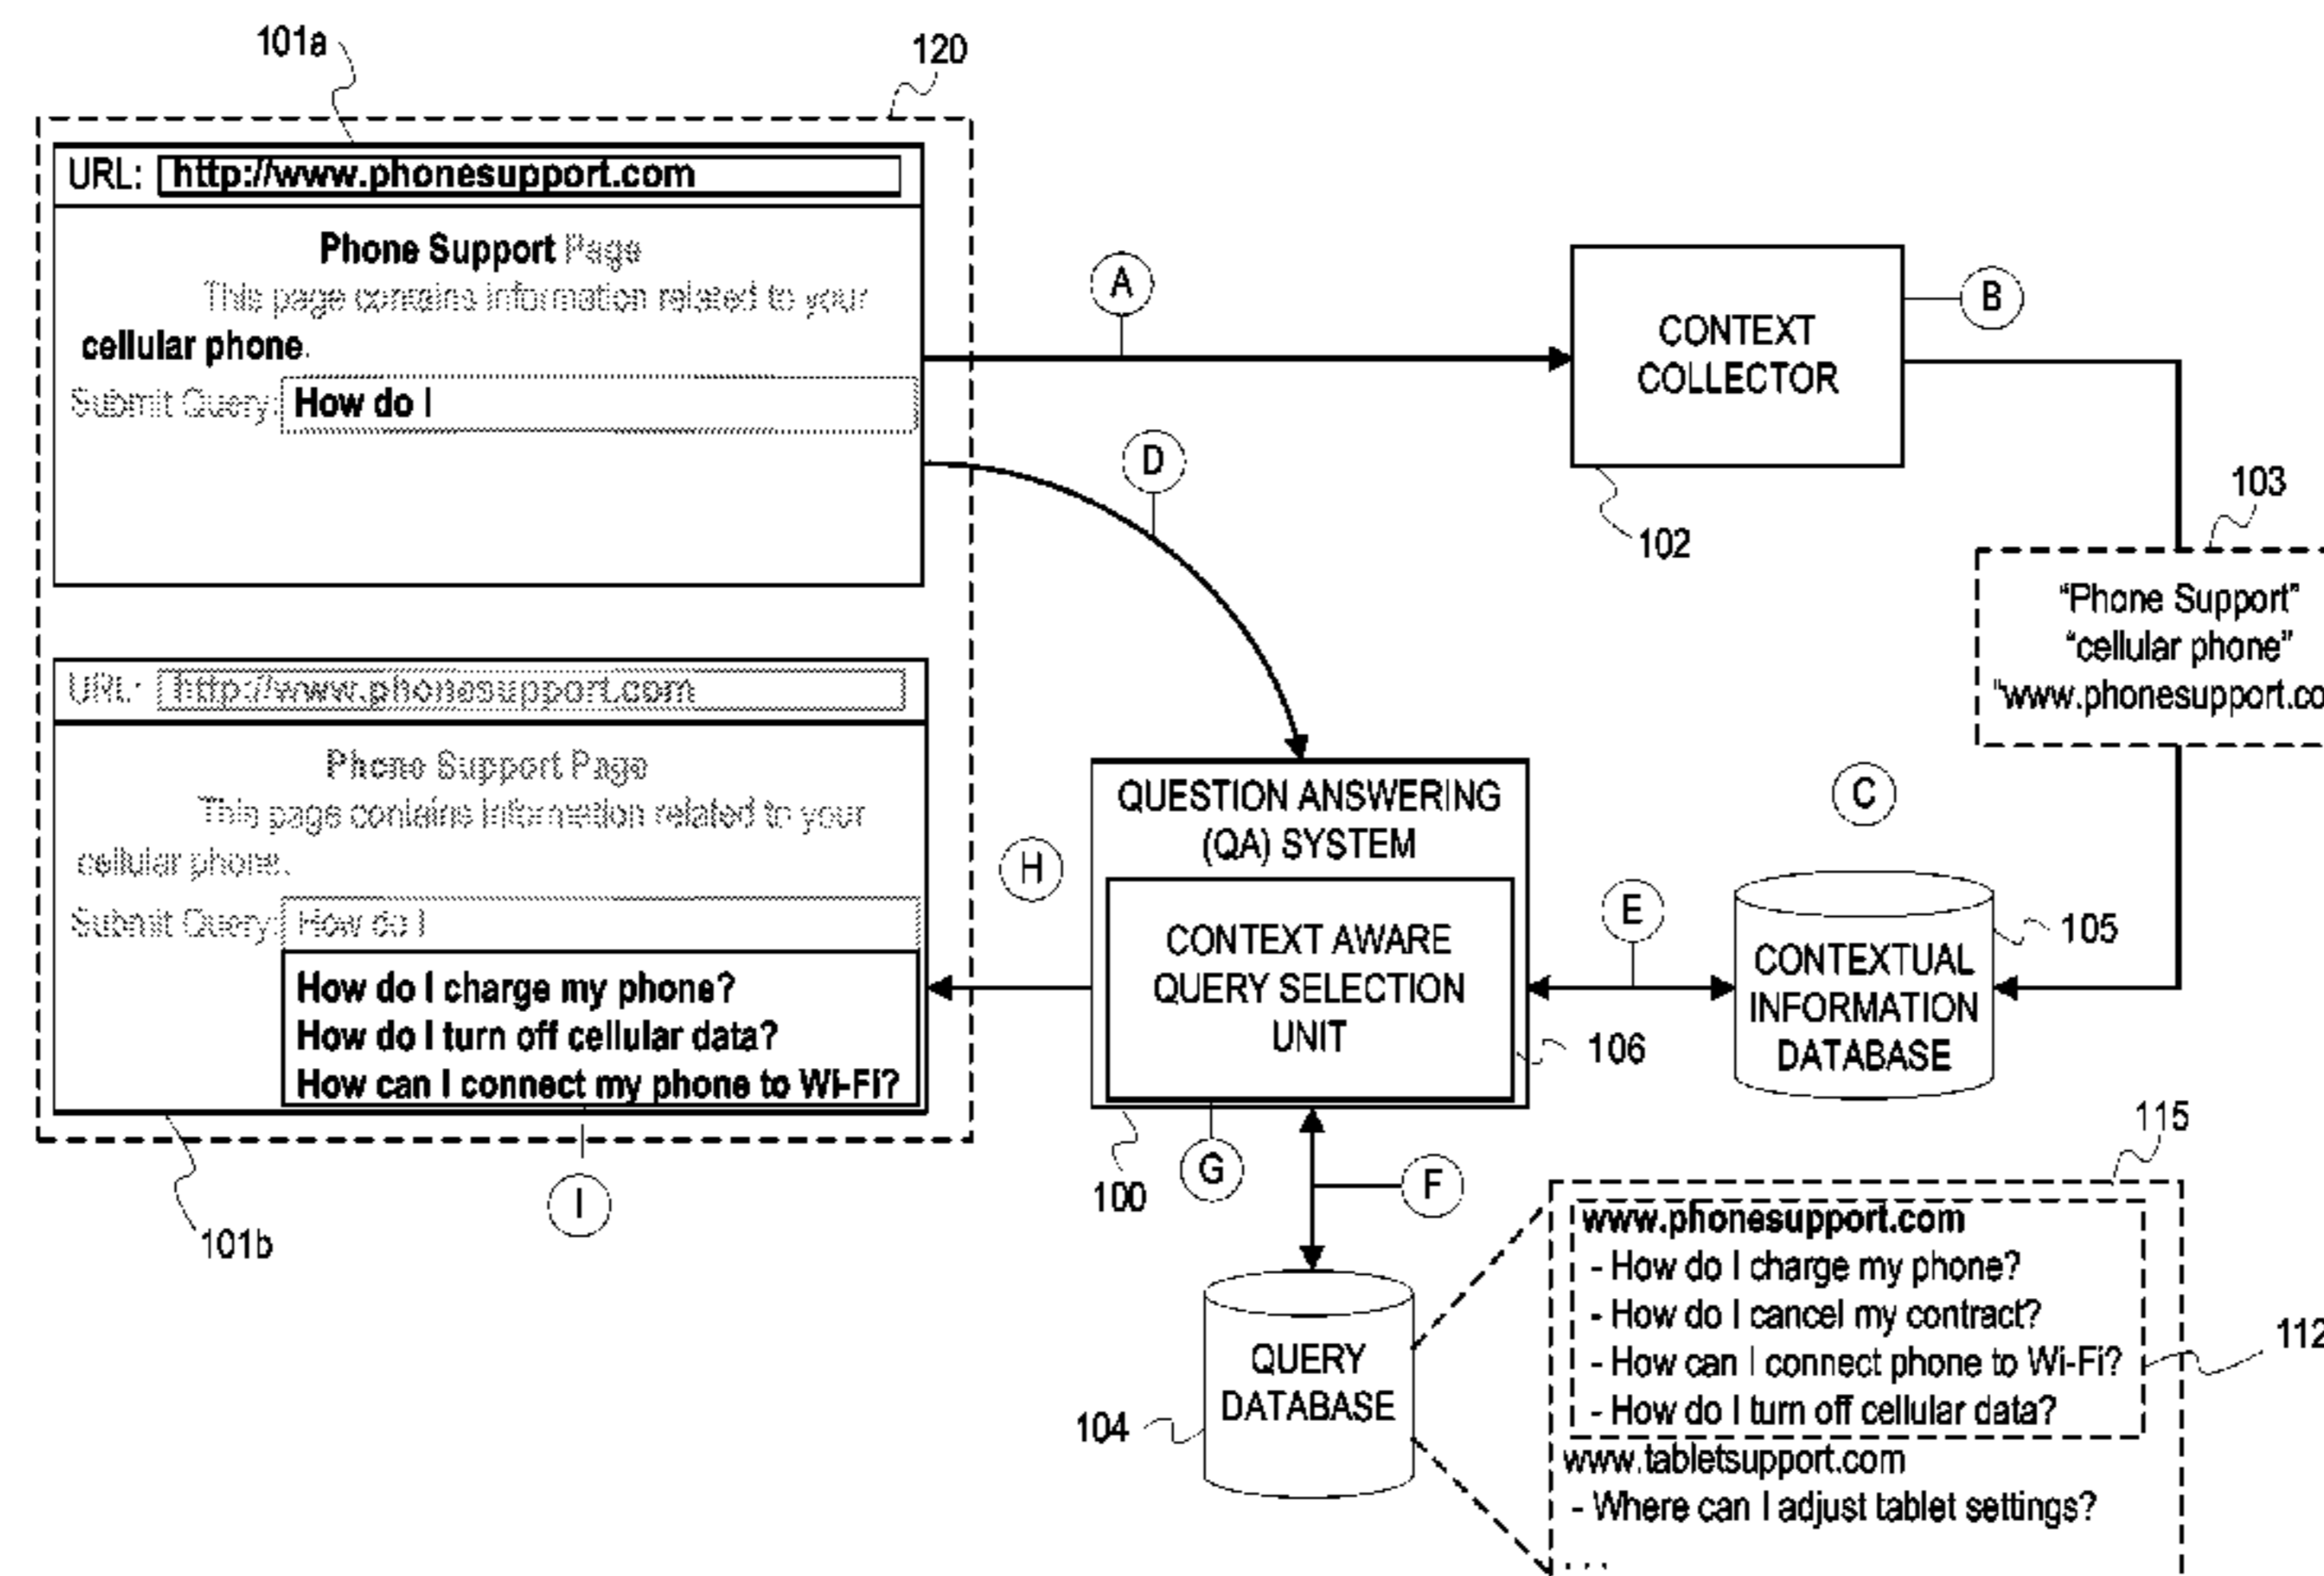 101a
120
URL: http://www.phonesupport.com
Phone Support Page
This page contains information related to your
cellular phone.
Submit Query: How do I
A
CONTEXT
COLLECTOR
B
102
D
103
"Phone Support"
"cellular phone"
"www.phonesupport.co
URL: http://www.phonesupport.com
Phone Support Page
This page contains information related to your
cellular phone.
Submit Query: How do I
How do I charge my phone?
How do I turn off cellular data?
How can I connect my phone to Wi-Fi?
101b
I
H
QUESTION ANSWERING
(QA) SYSTEM
CONTEXT AWARE
QUERY SELECTION
UNIT
106
100
G
E
C
CONTEXTUAL
INFORMATION
DATABASE
105
F
QUERY
DATABASE
104
115
www.phonesupport.com
- How do I charge my phone?
- How do I cancel my contract?
- How can I connect phone to Wi-Fi?
- How do I turn off cellular data?
112
www.tabletsupport.com
- Where can I adjust tablet settings?
. . .